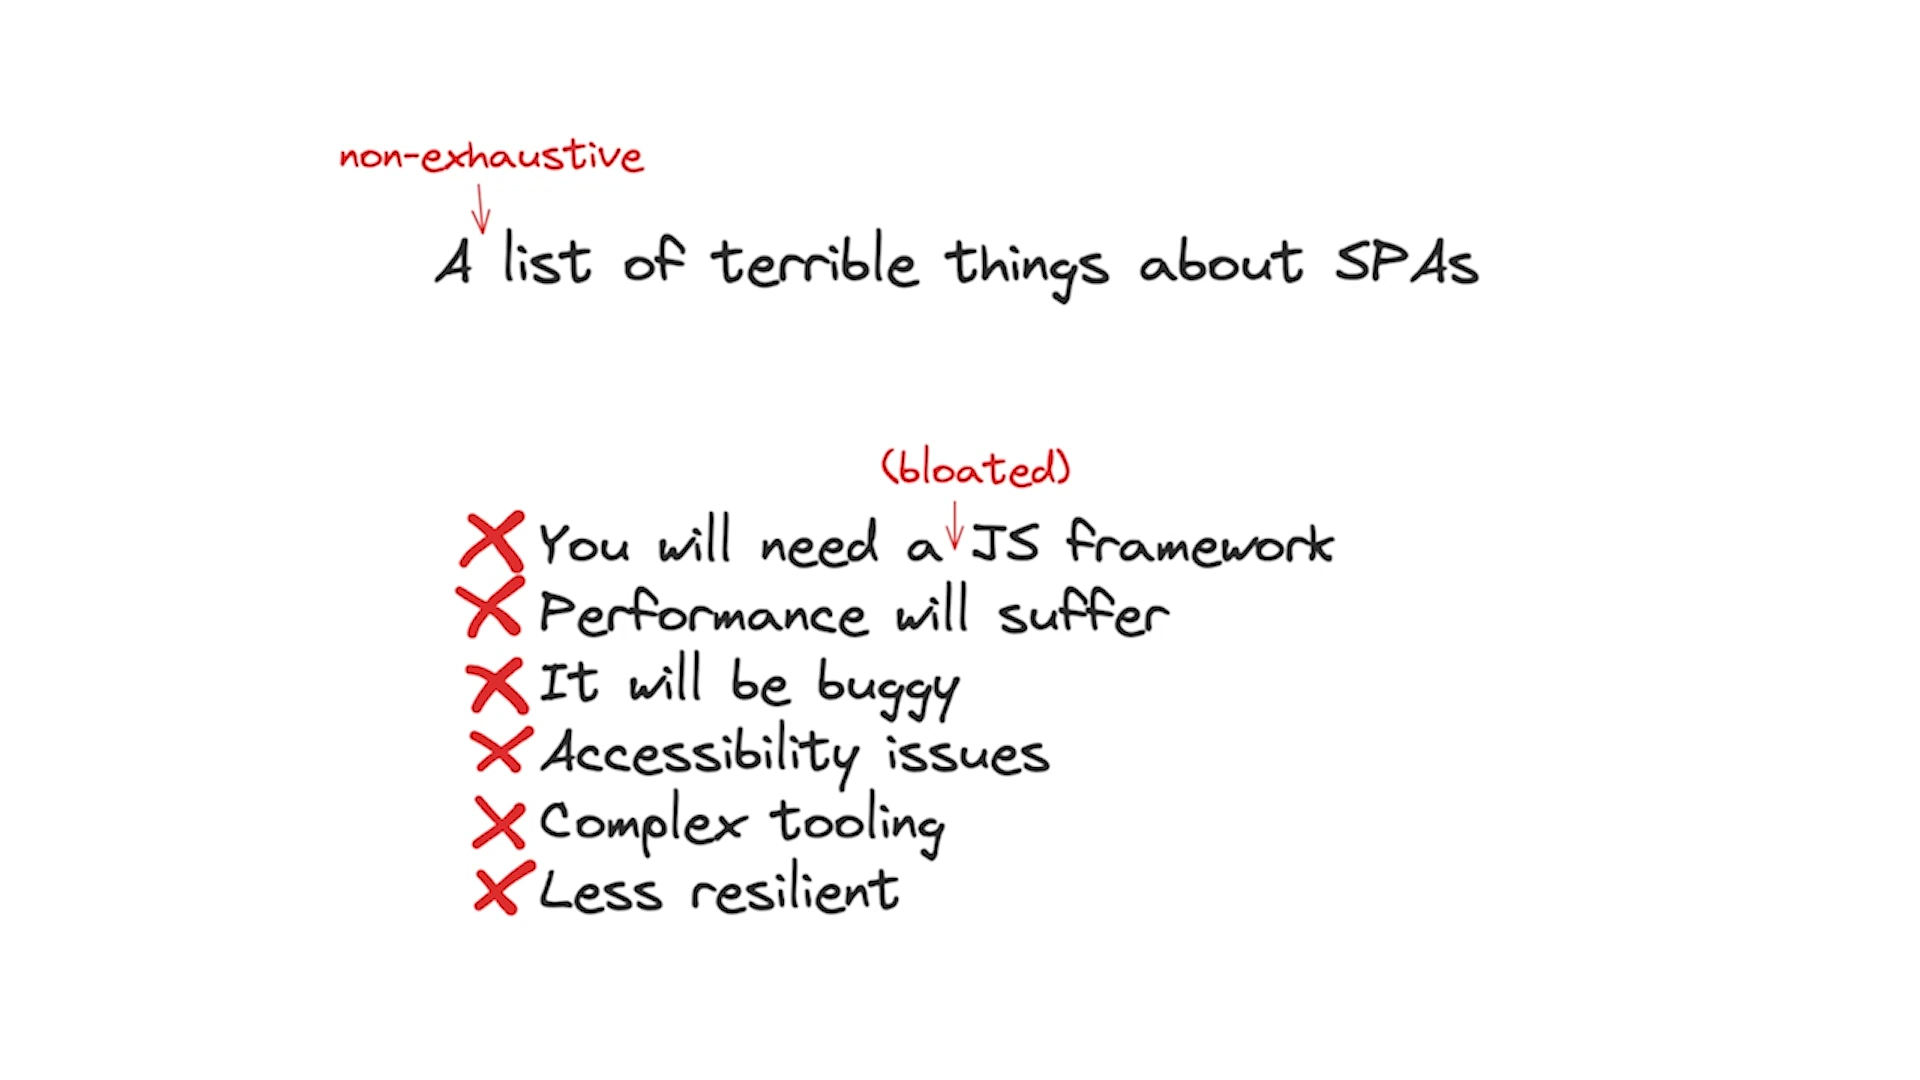 non-exhaustive
A list of terrible things about SPAs
(bloated)
You will need a JS framework
Performance will suffer
It will be buggy
Accessibility issues
Complex tooling
Less resilient